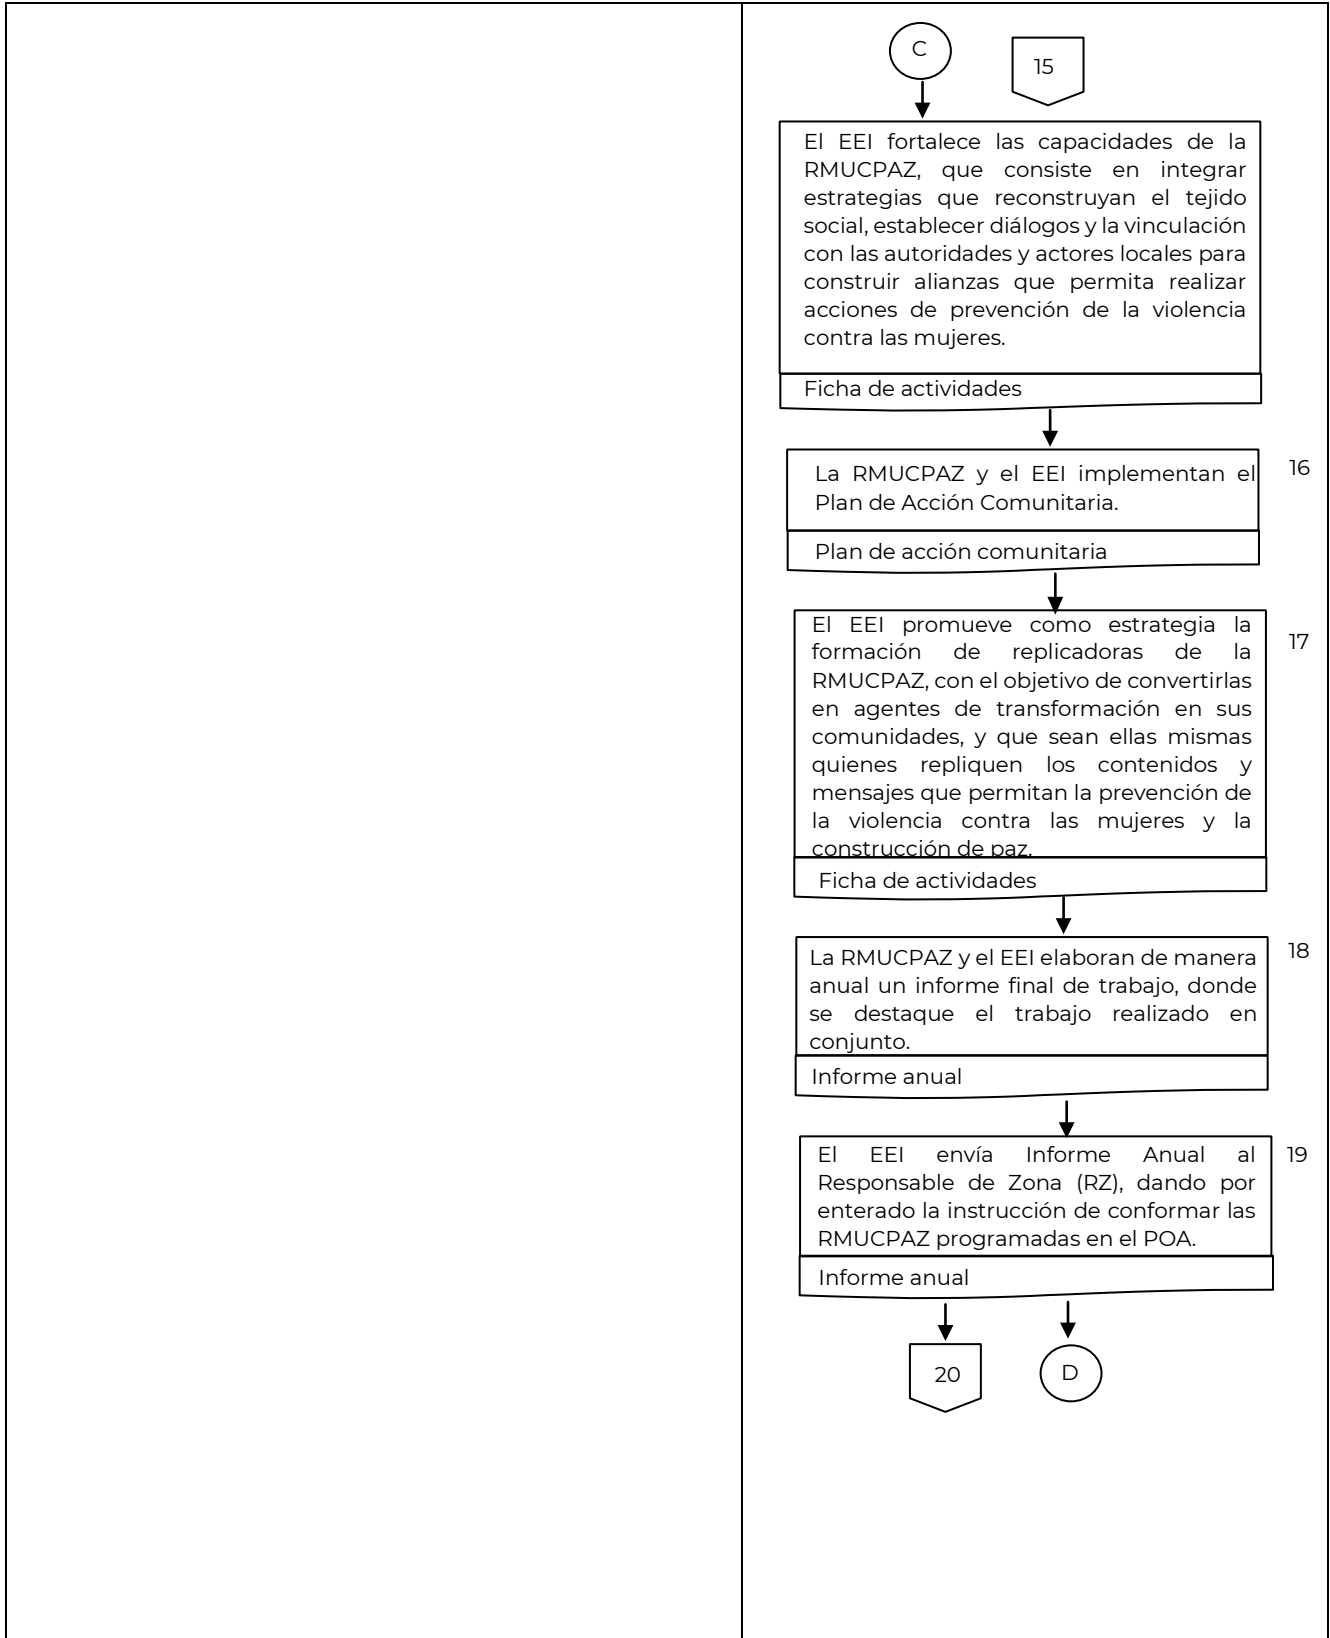 C
15
El EEI fortalece las capacidades de la
RMUCPAZ, que consiste en integrar
estrategias que reconstruyan el tejido
social, establecer diálogos y la vinculación
con las autoridades y actores locales para
construir alianzas que permita realizar
acciones de prevención de la violencia
contra las mujeres.
Ficha de actividades
16
La RMUCPAZ y el EEI implementan el
Plan de Acción Comunitaria.
Plan de acción comunitaria
17
El EEI promueve como estrategia la
formación de replicadoras de la
RMUCPAZ, con el objetivo de convertirlas
en agentes de transformación en sus
comunidades, y que sean ellas mismas
quienes repliquen los contenidos y
mensajes que permitan la prevención de
la violencia contra las mujeres y la
construcción de paz.
Ficha de actividades
18
La RMUCPAZ y el EEI elaboran de manera
anual un informe final de trabajo, donde
se destaque el trabajo realizado en
conjunto.
Informe anual
19
El EEI envía Informe Anual al
Responsable de Zona (RZ), dando por
enterado la instrucción de conformar las
RMUCPAZ programadas en el POA.
Informe anual
20
D